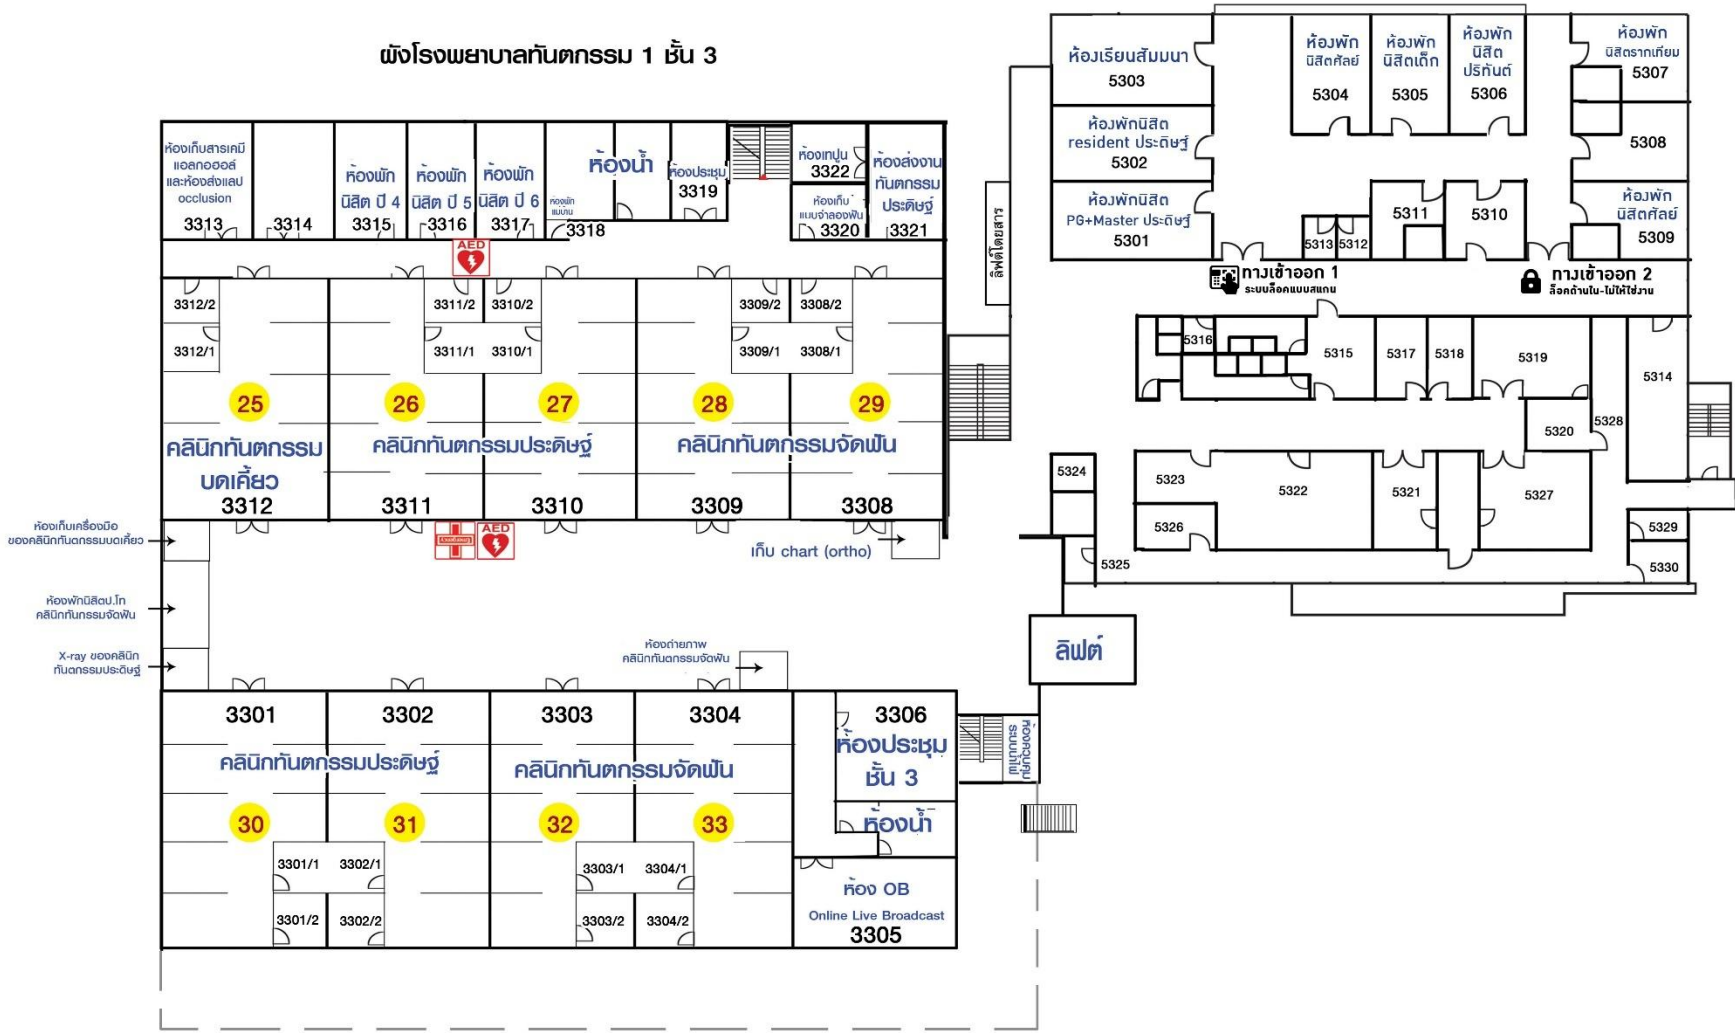 ผังโรงพยาบาลทันตกรรม 1 ชั้น 3
ห้องเก็บสารเคมี
แอลกอฮอล์
และห้องส่งแลป
occlusion
3313
3314
ห้องพัก
นิสิต ปี 4
3315
ห้องพัก
นิสิต ปี 5
3316
ห้องพัก
นิสิต ปี 6
3317
ห้องพัก
แม่บ้าน
3318
ห้องน้ำ
ห้องประชุม
3319
ห้องเทปูน
3322
ห้องเก็บ
แบบจำลองฟัน
3320
ห้องส่งงาน
ทันตกรรม
ประดิษฐ์
3321
AED
3312/2
3312/1
3311/2
3310/2
3311/1
3310/1
3309/2
3308/2
3309/1
3308/1
25
26
27
28
29
คลินิกทันตกรรม
บดเคี้ยว
คลินิกทันตกรรมประดิษฐ์
คลินิกทันตกรรมจัดฟัน
3312
3311
3310
3309
3308
ห้องเก็บเครื่องมือ
ของคลินิกทันตกรรมบดเคี้ยว
Emergency
AED
เก็บ chart (ortho)
ห้องพักนิสิตป.โท
คลินิกทันกรรมจัดฟัน
X-ray ของคลินิก
ทันตกรรมประดิษฐ์
ห้องถ่ายภาพ
คลินิกทันตกรรมจัดฟัน
3301
3302
3303
3304
คลินิกทันตกรรมประดิษฐ์
คลินิกทันตกรรมจัดฟัน
30
31
32
33
3301/1
3302/1
3301/2
3302/2
3303/1
3304/1
3303/2
3304/2
3306
ห้องประชุม
ชั้น 3
ห้องน้ำ
ห้อง OB
Online Live Broadcast
3305
ห้องควบคุม
ระบบน้ำไฟ
ลิฟต์
ลิฟต์โดยสาร
ห้องเรียนสัมมนา
5303
ห้องพักนิสิต
resident ประดิษฐ์
5302
ห้องพักนิสิต
PG+Master ประดิษฐ์
5301
ห้องพัก
นิสิตศัลย์
5304
ห้องพัก
นิสิตเด็ก
5305
ห้องพัก
นิสิต
ปริทันต์
5306
ห้องพัก
นิสิตรากเทียม
5307
5308
ห้องพัก
นิสิตศัลย์
5309
5310
5311
5312
5313
ทางเข้าออก 1
ระบบล็อคแบบสแกน
ทางเข้าออก 2
ล็อคด้านใน-ไม่ให้ใช้งาน
5316
5315
5317
5318
5319
5314
5320
5328
5324
5323
5322
5321
5327
5326
5325
5329
5330